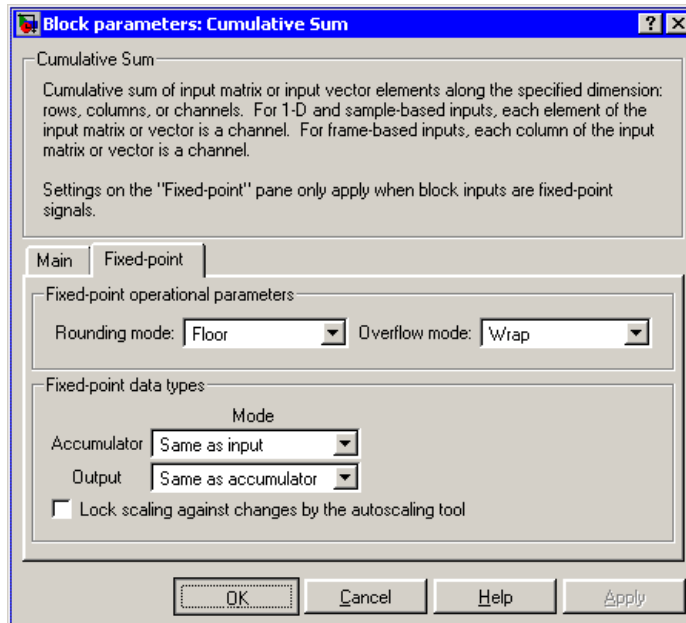 Block parameters: Cumulative Sum
Cumulative Sum
Cumulative sum of input matrix or input vector elements along the specified dimension:
rows, columns, or channels. For 1-D and sample-based inputs, each element of the
input matrix or vector is a channel. For frame-based inputs, each column of the input
matrix or vector is a channel.
Settings on the "Fixed-point" pane only apply when block inputs are fixed-point
signals.
Main Fixed-point
Fixed-point operational parameters
Rounding mode: Floor Overflow mode: Wrap
Fixed-point data types
Mode
Accumulator Same as input
Output Same as accumulator
Lock scaling against changes by the autoscaling tool
OK Cancel Help Apply